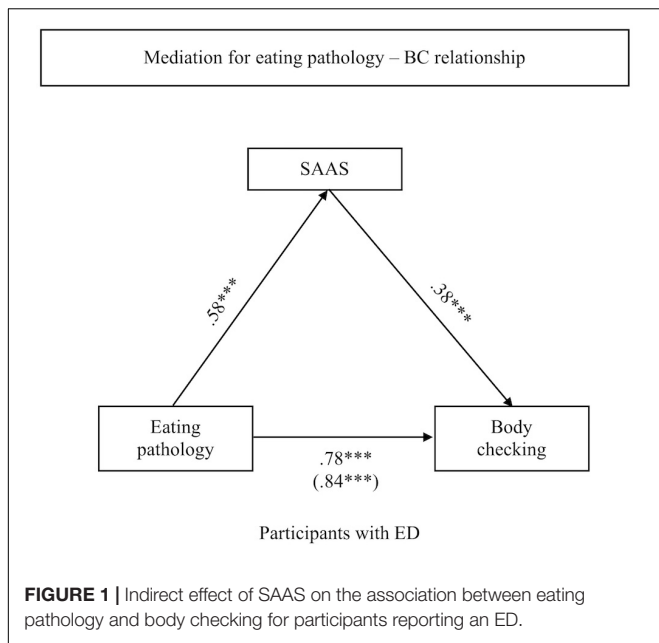 Mediation for eating pathology – BC relationship
SAAS
.58***
.38***
Eating
pathology
Body
checking
.78***
(.84***)
Participants with ED
FIGURE 1 | Indirect effect of SAAS on the association between eating
pathology and body checking for participants reporting an ED.